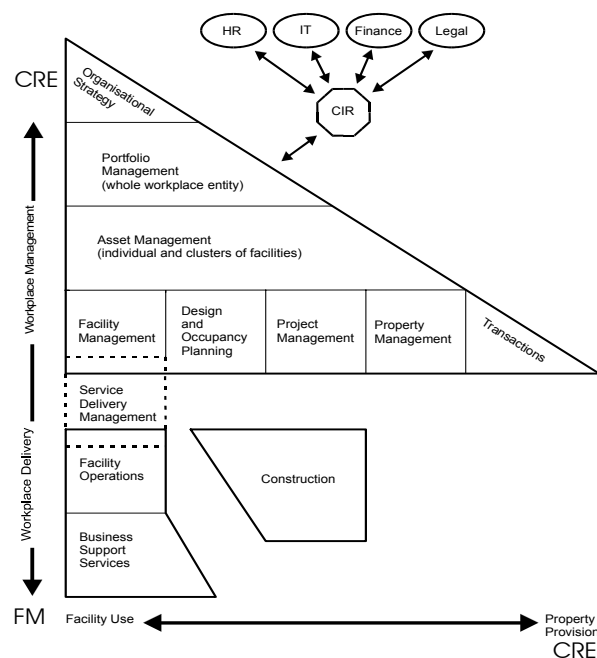 HR
IT
Finance
Legal
CIR
CRE
Organisational
Strategy
Portfolio
Management
(whole workplace entity)
Asset Management
(individual and clusters of facilities)
Workplace Management
Facility
Management
Design
and
Occupancy
Planning
Project
Management
Property
Management
Transactions
Service
Delivery
Management
Workplace Delivery
Facility
Operations
Construction
Business
Support
Services
FM
Facility Use
Property
Provision
CRE